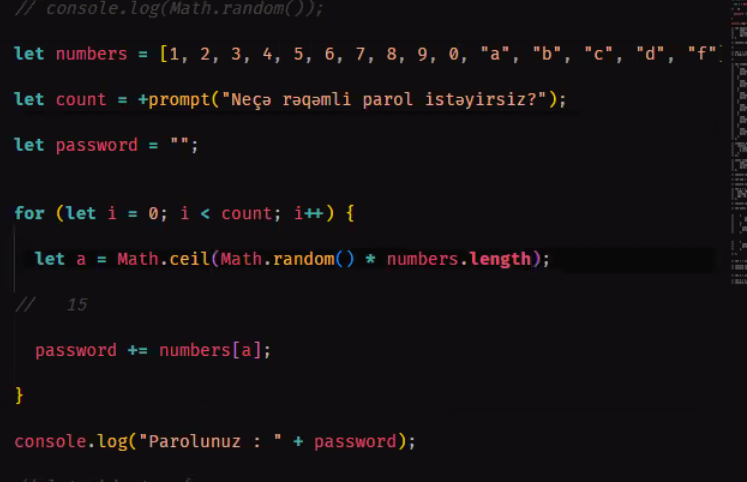 // console.log(Math.random());
let numbers = [1, 2, 3, 4, 5, 6, 7, 8, 9, 0, "a", "b", "c", "d", "f"
let count = +prompt("Neçə rəqəmli parol istəyirsiz?");
let password = "";
for (let i = 0; i < count; i++) {
let a = Math.ceil(Math.random() * numbers.length);
// 15
password += numbers[a];
}
console.log("Parolunuz : " + password);